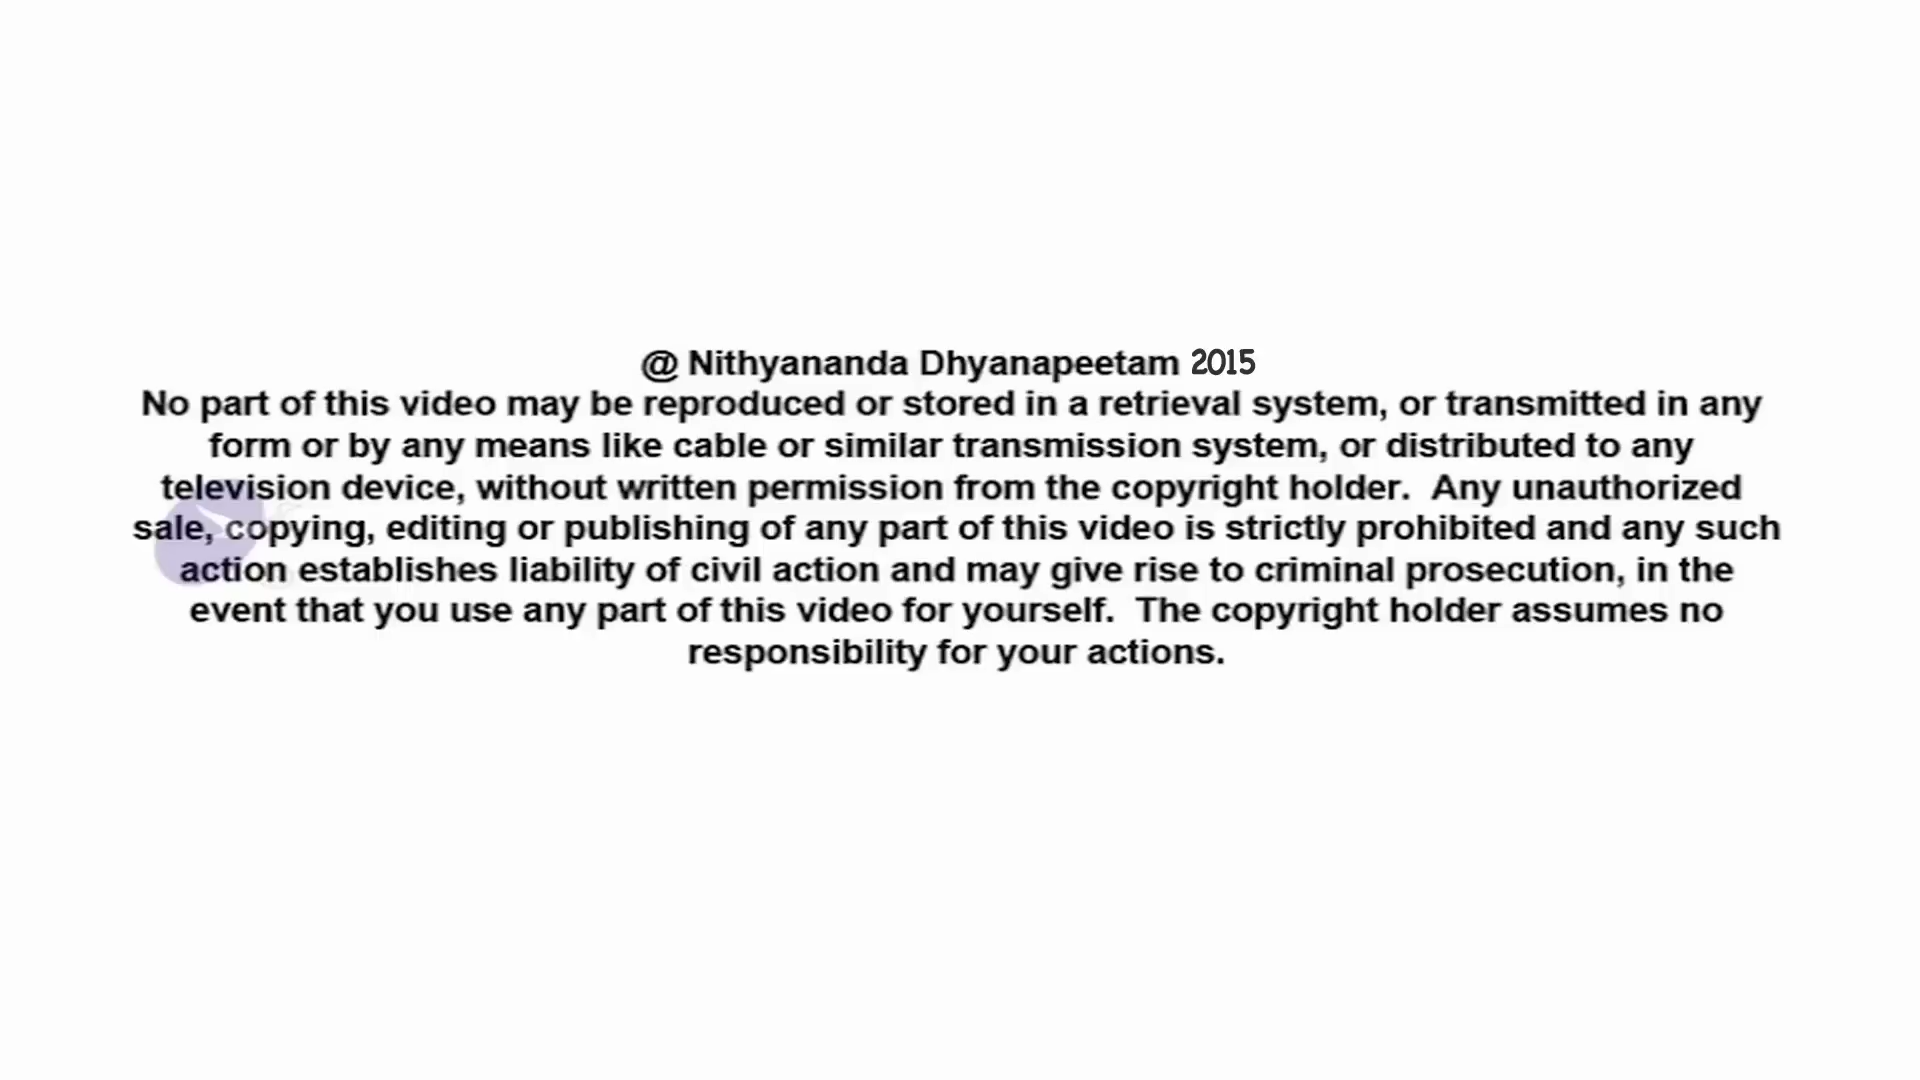 @ Nithyananda Dhyanapeetam 2015
No part of this video may be reproduced or stored in a retrieval system, or transmitted in any
form or by any means like cable or similar transmission system, or distributed to any
television device, without written permission from the copyright holder.  Any unauthorized
sale, copying, editing or publishing of any part of this video is strictly prohibited and any such
action establishes liability of civil action and may give rise to criminal prosecution, in the
event that you use any part of this video for yourself.  The copyright holder assumes no
responsibility for your actions.